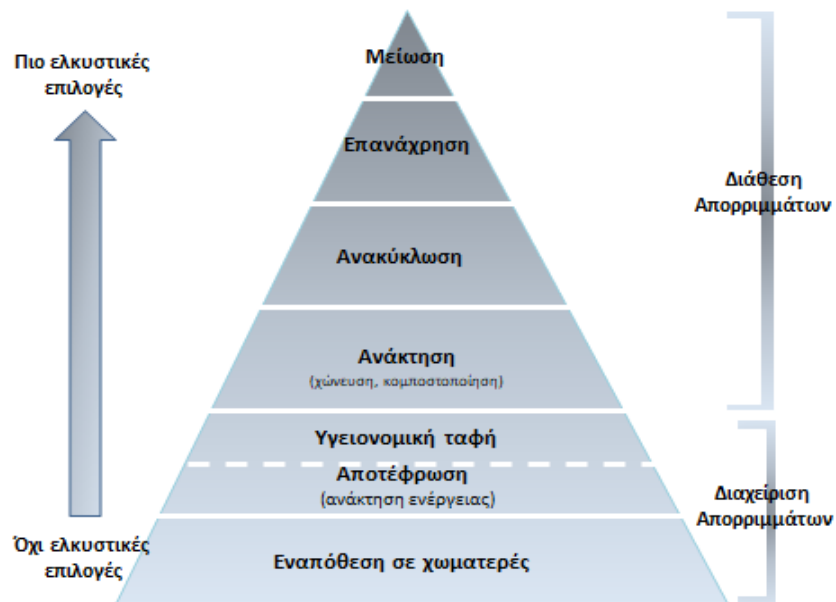 Πιο ελκυστικές
επιλογές
Μείωση
Επανάχρηση
Ανακύκλωση
Ανάκτηση
(χώνευση, κομποστοποίηση)
Υγειονομική ταφή
Αποτέφρωση
(ανάκτηση ενέργειας)
Εναπόθεση σε χωματερές
Όχι ελκυστικές
επιλογές
Διάθεση
Απορριμμάτων
Διαχείριση
Απορριμμάτων